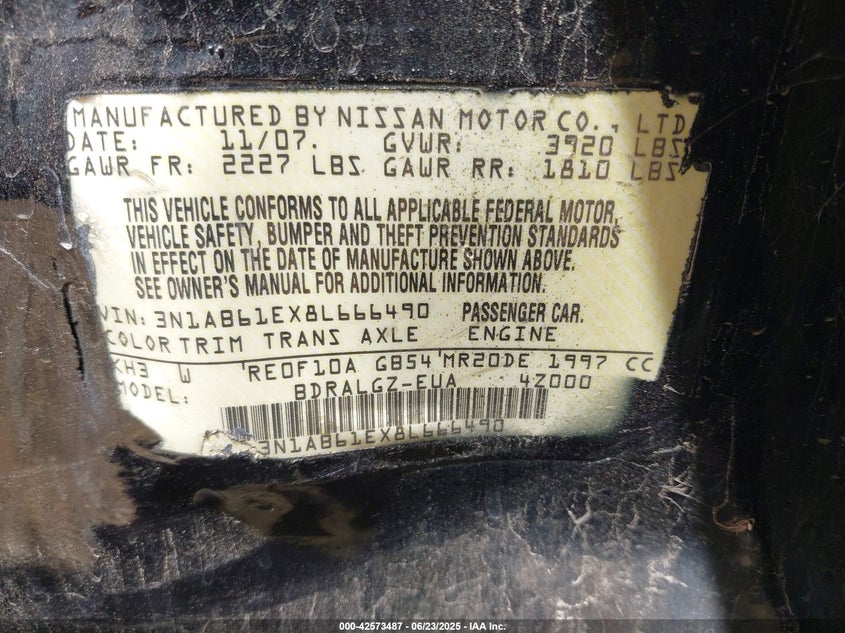 MANUFACTURED BY NISSAN MOTOR CO., LTD
DATE: 11/07. GVWR: 3920 LBS
GAWR FR: 2227 LBS GAWR RR: 1810 LBS
THIS VEHICLE CONFORMS TO ALL APPLICABLE FEDERAL MOTOR
VEHICLE SAFETY, BUMPER AND THEFT PREVENTION STANDARDS
IN EFFECT ON THE DATE OF MANUFACTURE SHOWN ABOVE.
SEE OWNER'S MANUAL FOR ADDITIONAL INFORMATION.
VIN: 3N1AB61EX8L666490 PASSENGER CAR.
COLOR TRIM TRANS AXLE ENGINE
KH3 W RE0F10A GB54 MR20DE 1997 CC
MODEL: BDRALGZ-EUA 4Z000
3N1AB61EX8L666490
000-42573487 - 06/23/2025 - IAA Inc.